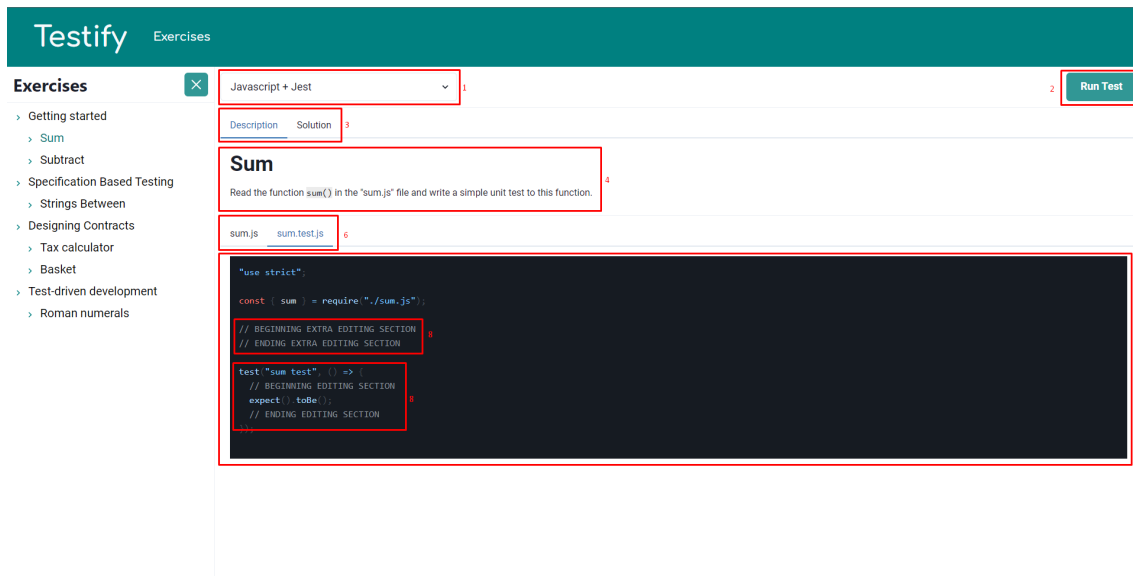 Testify Exercises
Exercises
Getting started
Sum
Subtract
Specification Based Testing
Strings Between
Designing Contracts
Tax calculator
Basket
Test-driven development
Roman numerals
Javascript + Jest 1
2 Run Test
Description Solution 3
Sum
Read the function sum() in the "sum.js" file and write a simple unit test to this function. 4
sum.js sum.test.js 6
"use strict";
const { sum } = require("./sum.js");
// BEGINNING EXTRA EDITING SECTION
// ENDING EXTRA EDITING SECTION
test("sum test", () => {
// BEGINNING EDITING SECTION
expect().toBe();
// ENDING EDITING SECTION
});